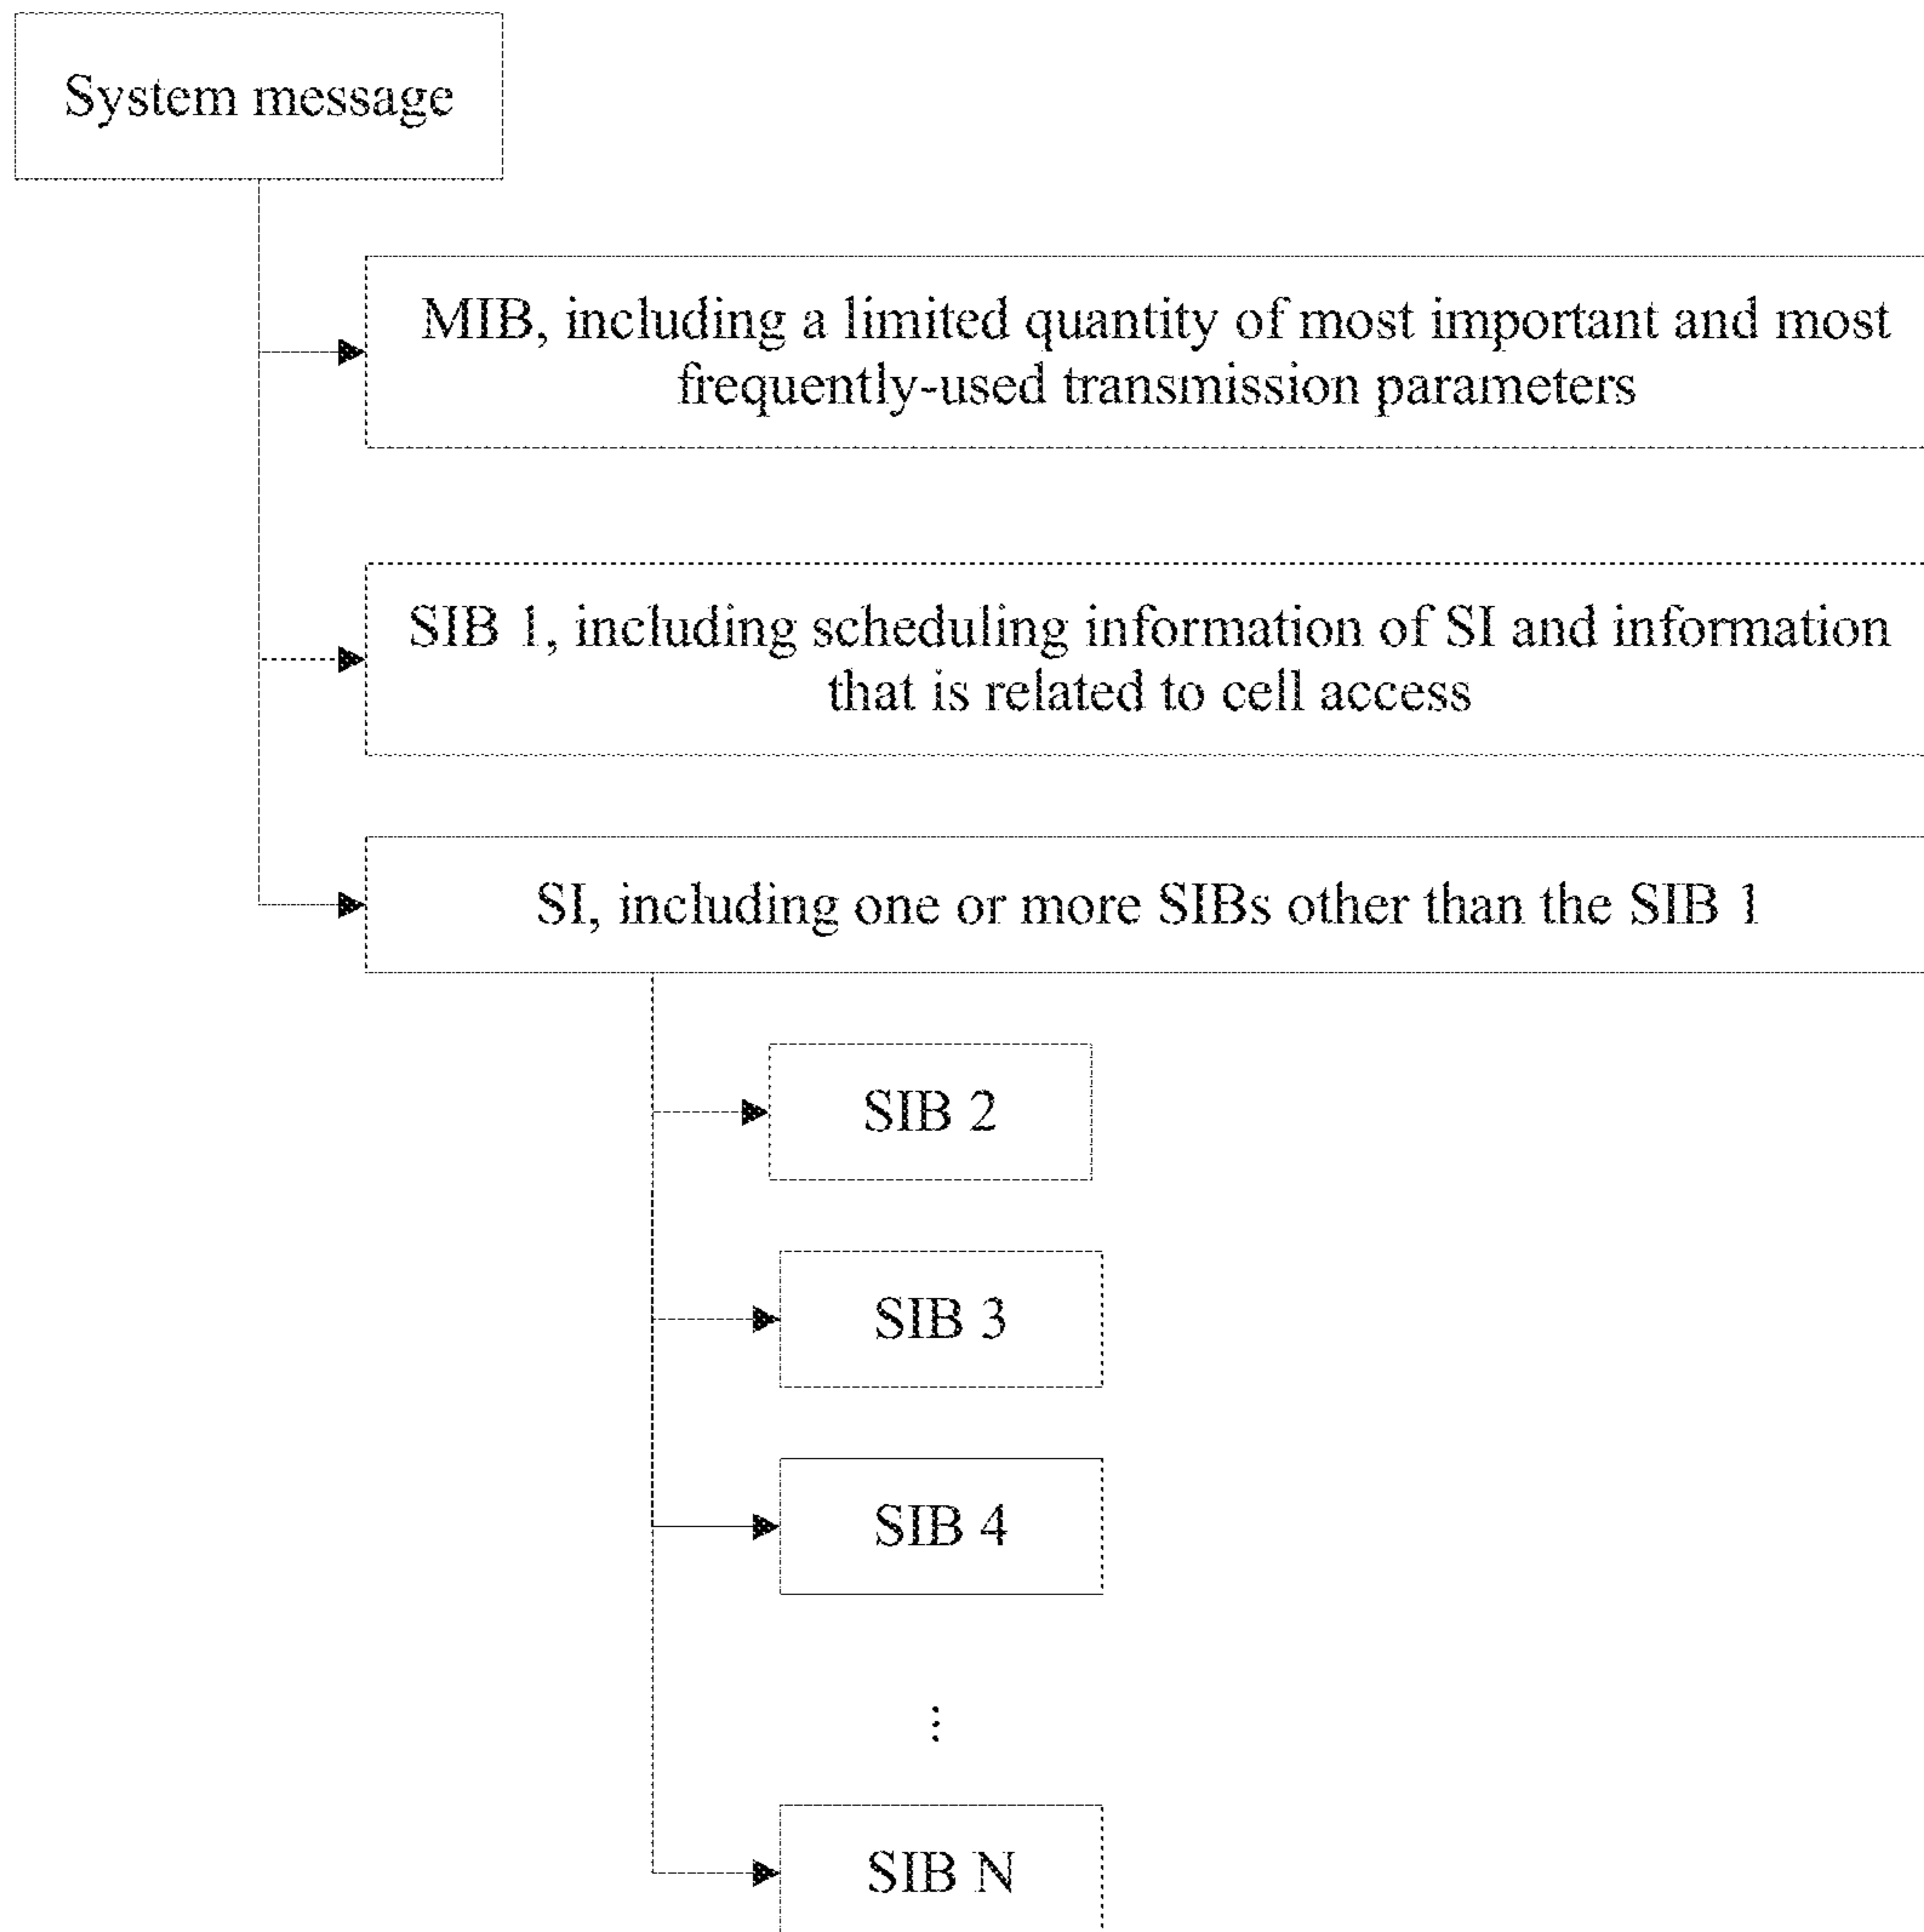 System message
MIB, including a limited quantity of most important and most
frequently-used transmission parameters
SIB 1, including scheduling information of SI and information
that is related to cell access
SI, including one or more SIBs other than the SIB 1
SIB 2
SIB 3
SIB 4
⋮
SIB N